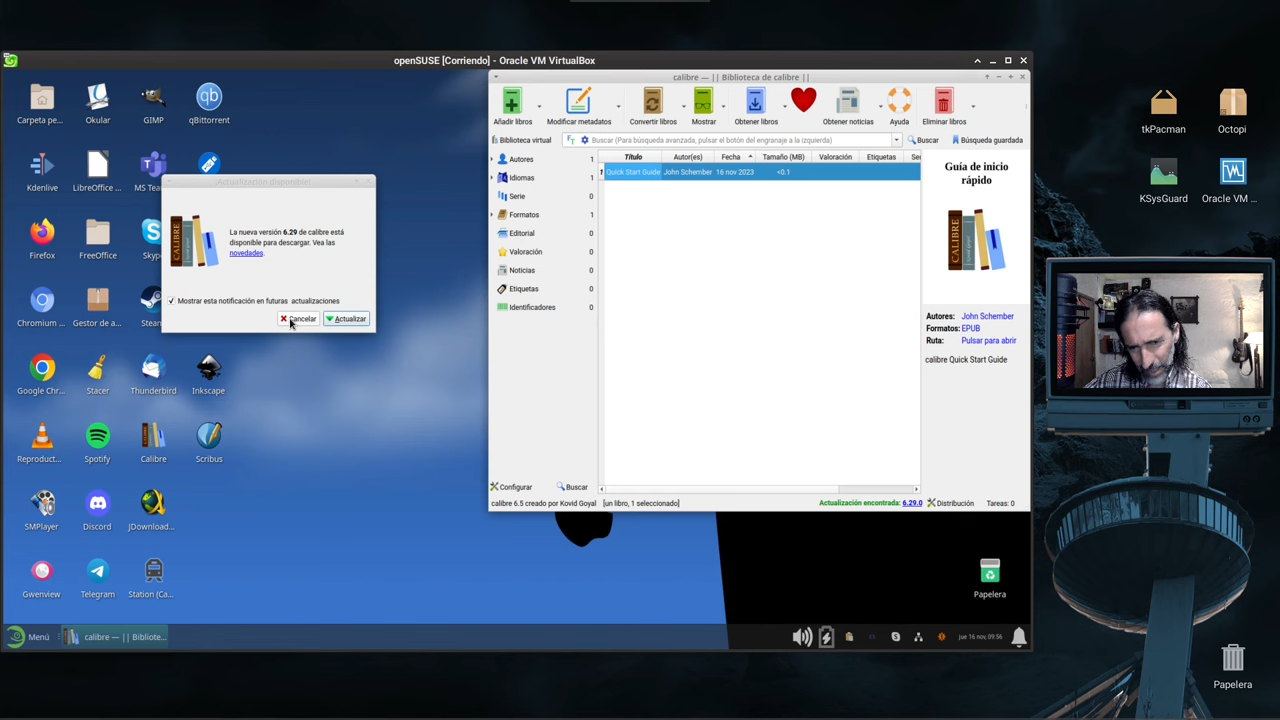 openSUSE [Corriendo] - Oracle VM VirtualBox
calibre — || Biblioteca de calibre ||
Añadir libros
Modificar metadatos
Convertir libros
Mostrar
Obtener libros
Obtener noticias
Ayuda
Eliminar libros
Biblioteca virtual
Buscar (Para búsqueda avanzada, pulsar el botón del engranaje a la izquierda)
Buscar
Búsqueda guardada
Autores 1
Idiomas 1
Serie 0
Formatos 1
Editorial 0
Valoración 0
Noticias 0
Etiquetas 0
Identificadores 0
Título Autor(es) Fecha Tamaño (MB) Valoración Etiquetas
1 Quick Start Guide John Schember 16 nov 2023 <0.1
Guía de inicio
rápido
CALIBRE
Autores: John Schember
Formatos: EPUB
Ruta: Pulsar para abrir
calibre Quick Start Guide
Configurar
Buscar
calibre 6.5 creado por Kovid Goyal [un libro, 1 seleccionado]
Actualización encontrada: 6.29.0
Distribución
Tareas: 0
Carpeta pe...
Okular
GIMP
qBittorrent
Kdenlive
LibreOffice ...
MS Tea
Firefox
FreeOffice
Skyp
Chromium ...
Gestor de a...
Steam
Google Chr...
Stacer
Thunderbird
Inkscape
Reproduct...
Spotify
Calibre
Scribus
SMPlayer
Discord
JDownload...
Gwenview
Telegram
Station (Ca...
¡Actualización disponible!
CALIBRE
La nueva versión 6.29 de calibre está
disponible para descargar. Vea las
novedades.
Mostrar esta notificación en futuras actualizaciones
Cancelar
Actualizar
Papelera
Menú
calibre — || Bibliote...
jue 16 nov, 09:56
tkPacman
Octopi
KSysGuard
Oracle VM ...
Papelera